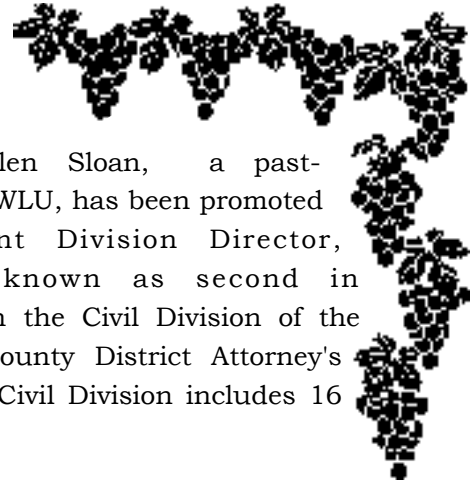 len Sloan, a past-
WLU, has been promoted
nt Division Director,
known as second in
n the Civil Division of the
ounty District Attorney's
Civil Division includes 16